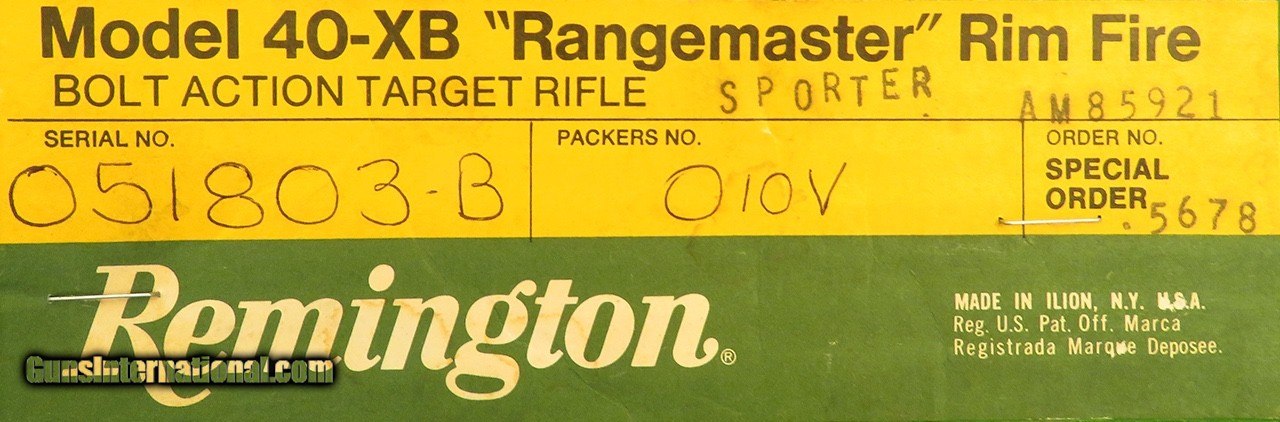 Model 40-XB "Rangemaster" Rim Fire
BOLT ACTION TARGET RIFLE SPORTER AM85921
SERIAL NO. PACKERS NO. ORDER NO.
051803-B 010V SPECIAL
ORDER .5678
Remington®
MADE IN ILION, N.Y. U.S.A.
Reg. U.S. Pat. Off. Marca
Registrada Marque Deposee.
GunsInternational.com